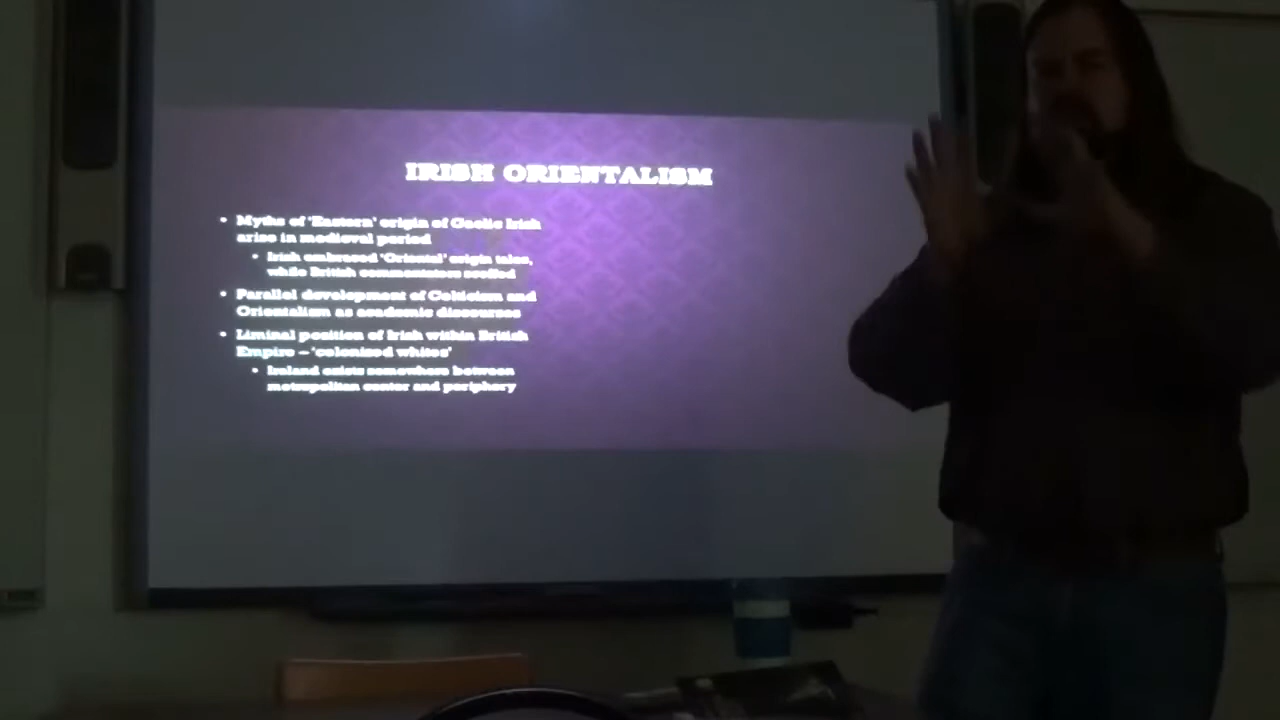 IRISH ORIENTALISM
• Myths of 'Eastern' origin of Gaelic Irish
arise in medieval period
• Irish embraced 'Oriental' origin tales,
while British commentators scoffed
• Parallel development of Celticism and
Orientalism as academic discourses
• Liminal position of Irish within British
Empire – 'colonized whites'
• Ireland exists somewhere between
metropolitan center and periphery